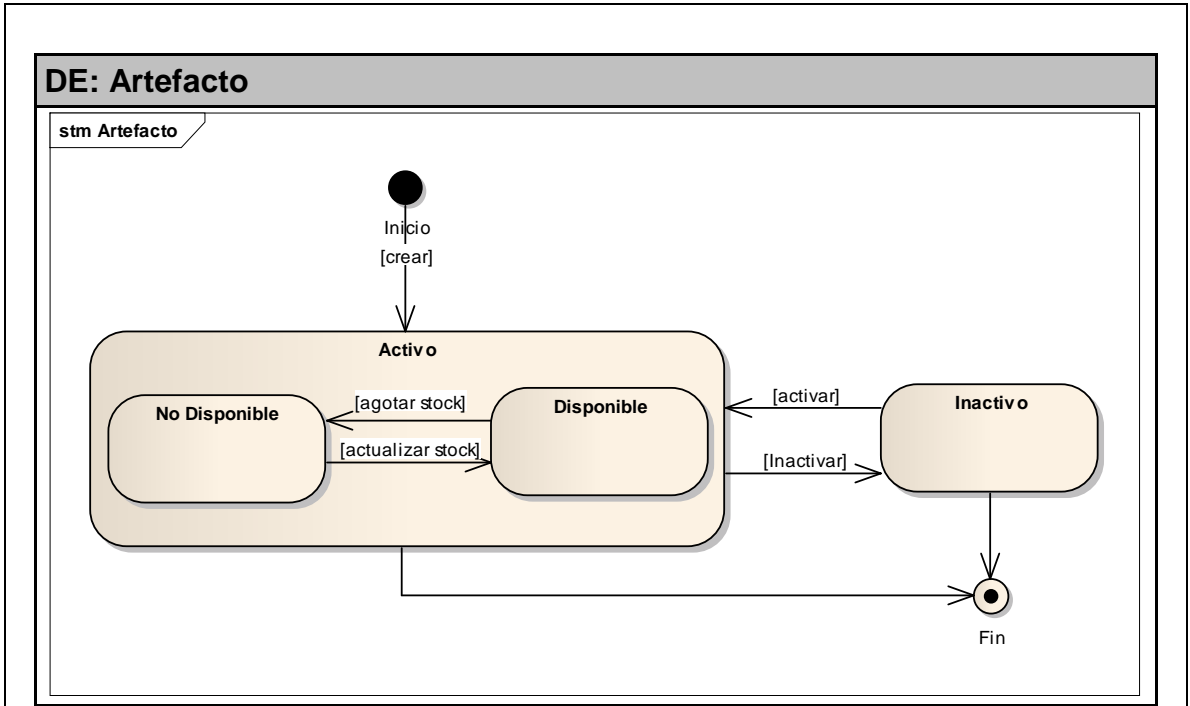 DE: Artefacto
stm Artefacto
Inicio
[crear]
Activo
No Disponible
[agotar stock]
Disponible
[actualizar stock]
[activar]
Inactivo
[Inactivar]
Fin